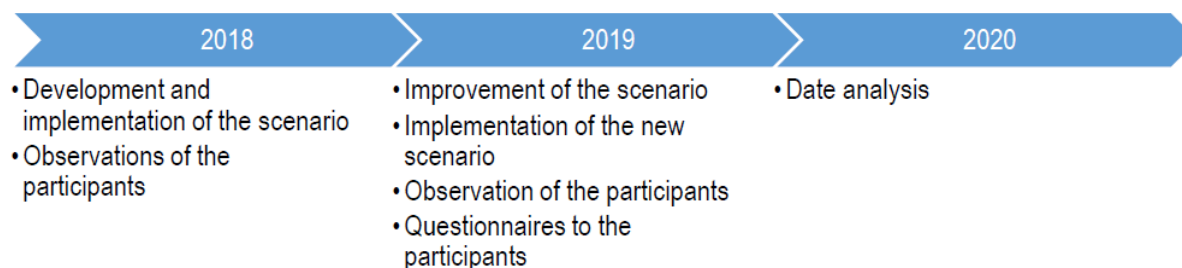 2018
• Development and
implementation of the scenario
• Observations of the
participants
2019
• Improvement of the scenario
• Implementation of the new
scenario
• Observation of the participants
• Questionnaires to the
participants
2020
• Date analysis